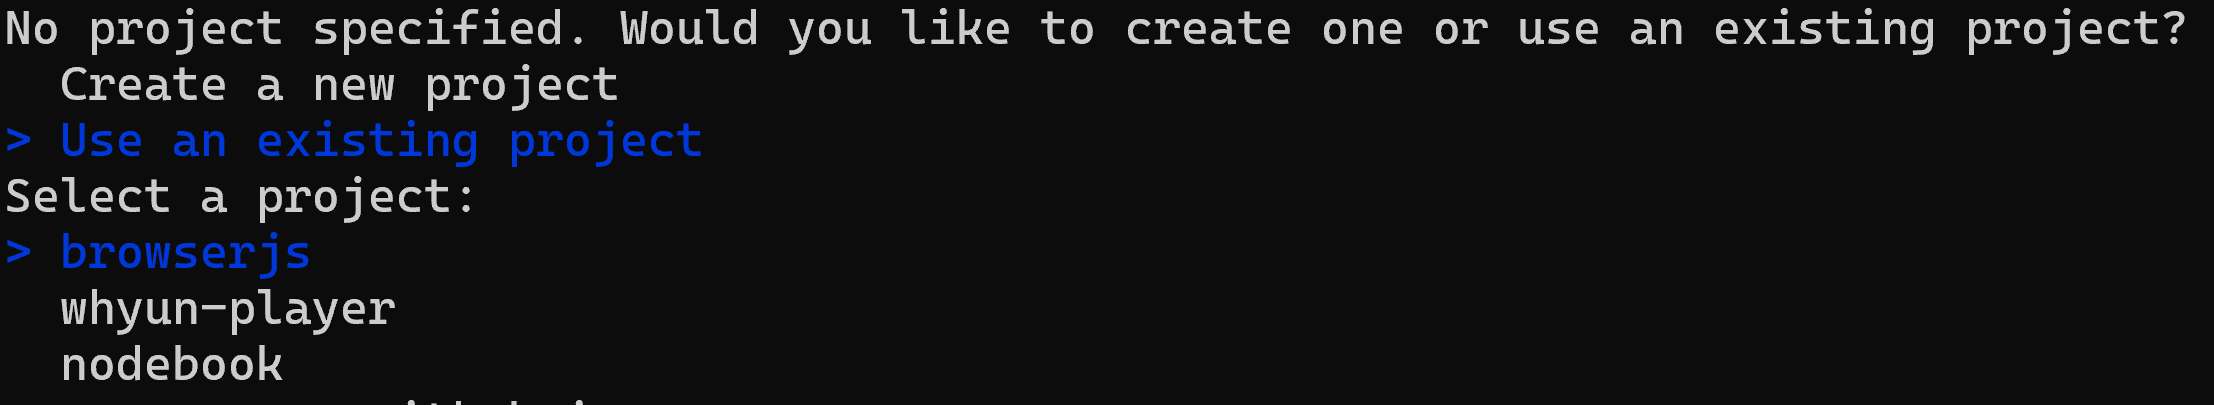 No project specified. Would you like to create one or use an existing project?
  Create a new project
> Use an existing project
Select a project:
> browserjs
  whyun-player
  nodebook